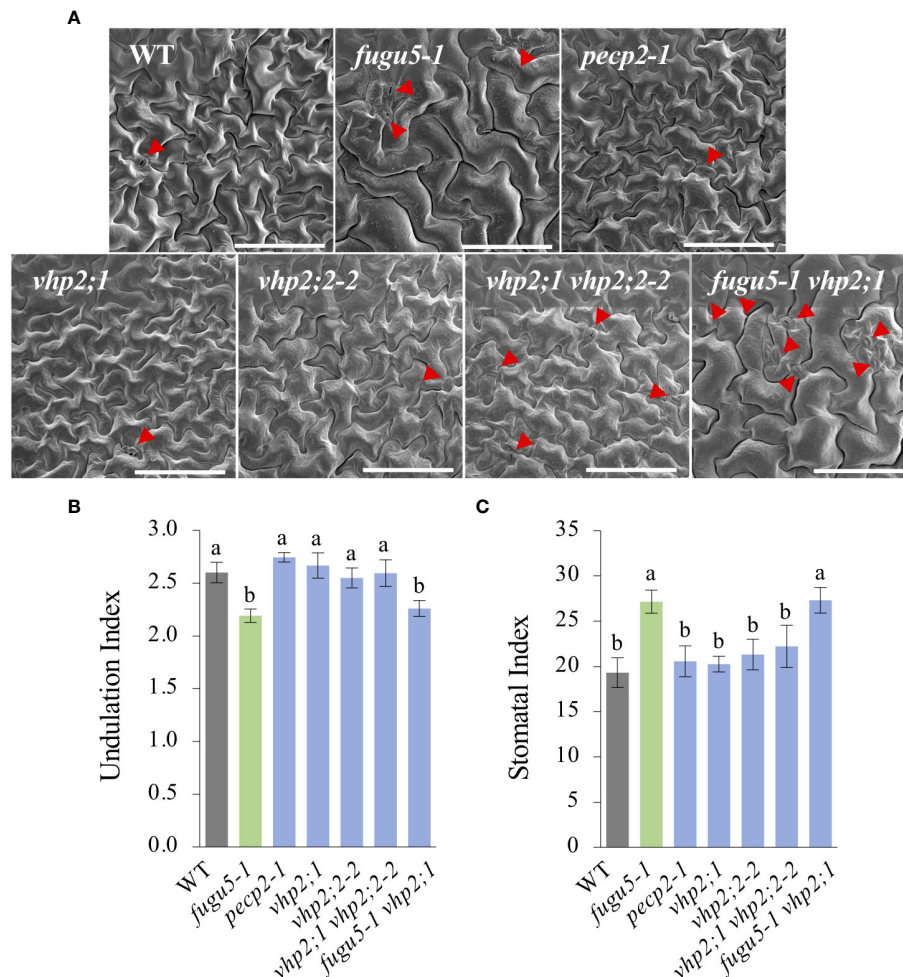 A
WT
fugu5-1
pecp2-1
vhp2;1
vhp2;2-2
vhp2;1 vhp2;2-2
fugu5-1 vhp2;1
B
Undulation Index
3.0
2.5
2.0
1.5
1.0
0.5
0.0
a
b
a
a
a
a
b
WT
fugu5-1
pecp2-1
vhp2;1
vhp2;2-2
vhp2;1 vhp2;2-2
fugu5-1 vhp2;1
C
Stomatal Index
35
30
25
20
15
10
5
0
b
a
b
b
b
b
a
WT
fugu5-1
pecp2-1
vhp2;1
vhp2;2-2
vhp2;1 vhp2;2-2
fugu5-1 vhp2;1